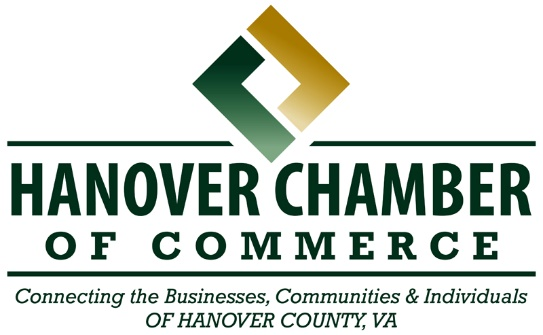 HANOVER CHAMBER
OF COMMERCE
Connecting the Businesses, Communities & Individuals
OF HANOVER COUNTY, VA